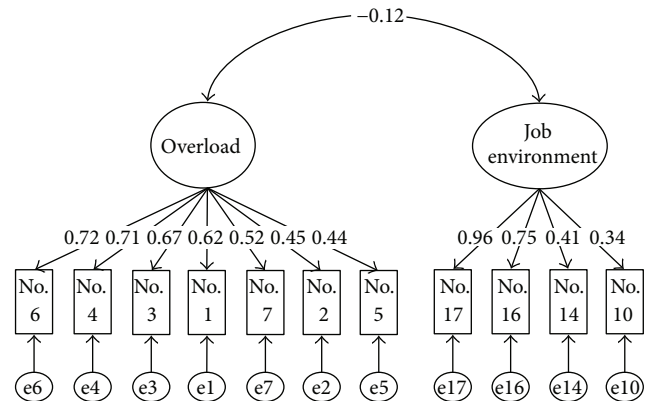 −0.12
Overload
Job
environment
0.72 0.71 0.67 0.62 0.52 0.45 0.44
0.96 0.75 0.41 0.34
No.
6
No.
4
No.
3
No.
1
No.
7
No.
2
No.
5
No.
17
No.
16
No.
14
No.
10
e6 e4 e3 e1 e7 e2 e5
e17 e16 e14 e10